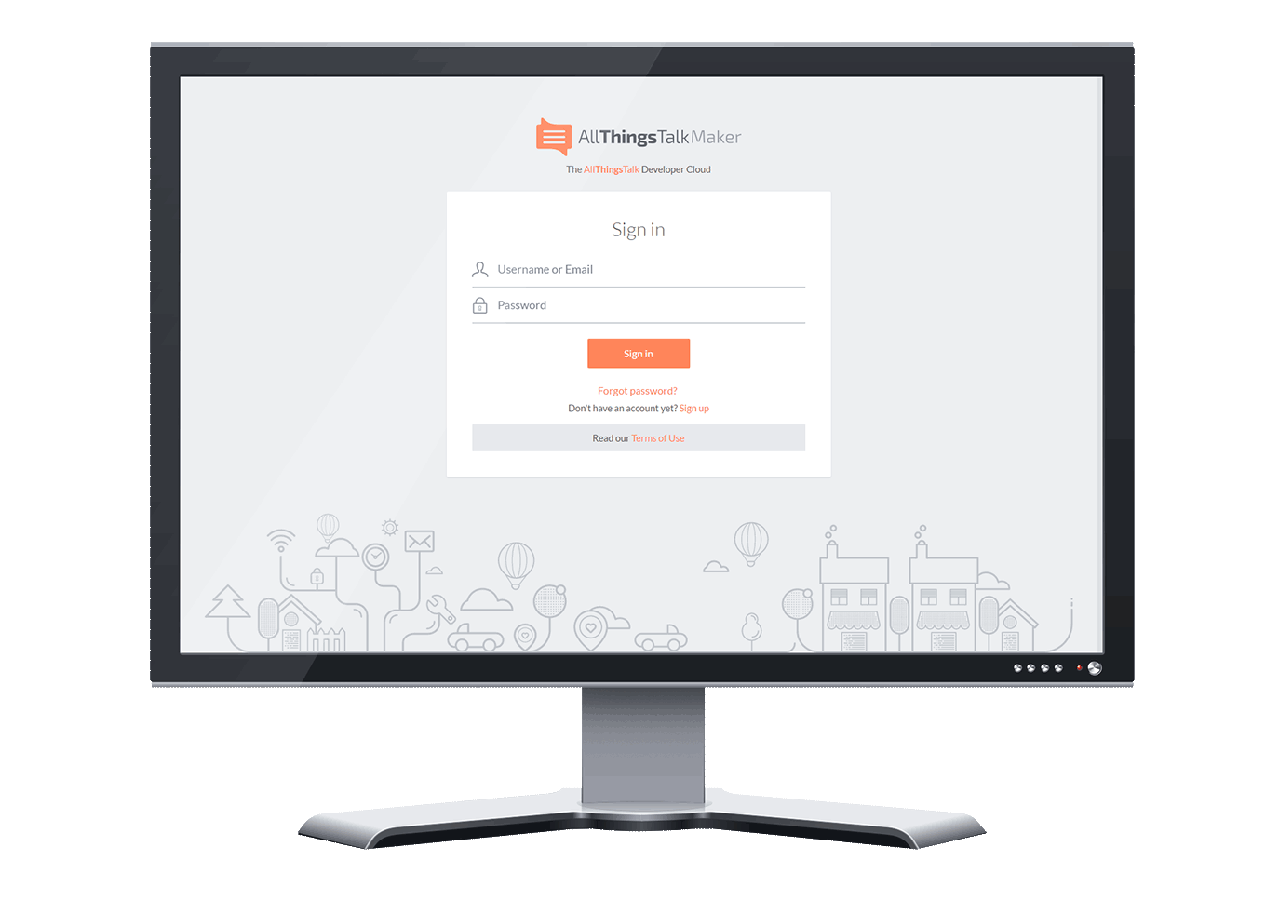 AllThingsTalk Maker
The AllThingsTalk Developer Cloud
Sign in
Username or Email
Password
Sign in
Forgot password?
Don't have an account yet? Sign up
Read our Terms of Use